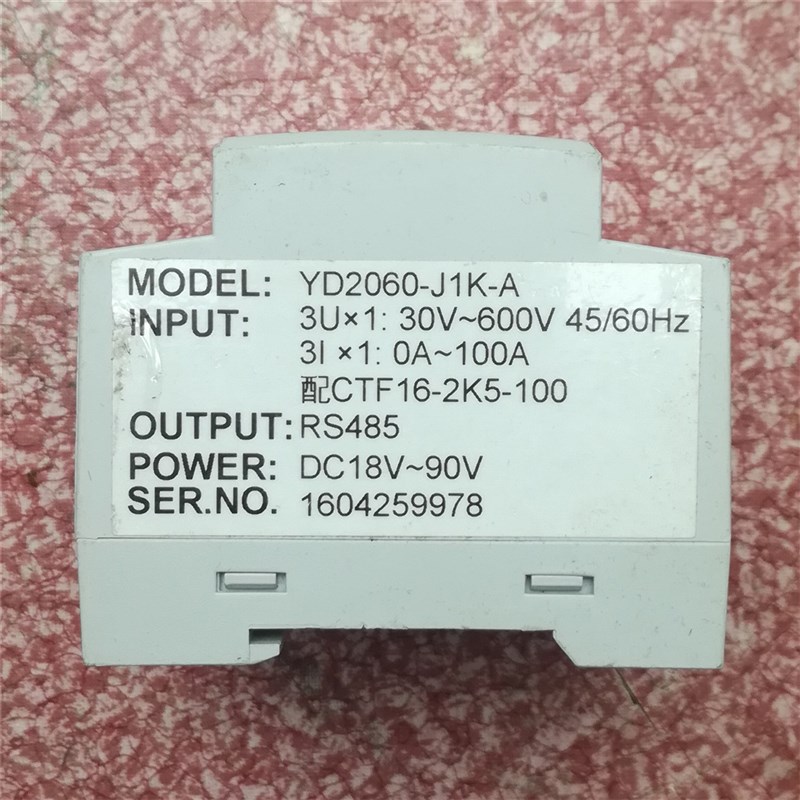 MODEL: YD2060-J1K-A
INPUT: 3U×1: 30V~600V 45/60Hz
3I ×1: 0A~100A
配CTF16-2K5-100
OUTPUT: RS485
POWER: DC18V~90V
SER.NO. 1604259978